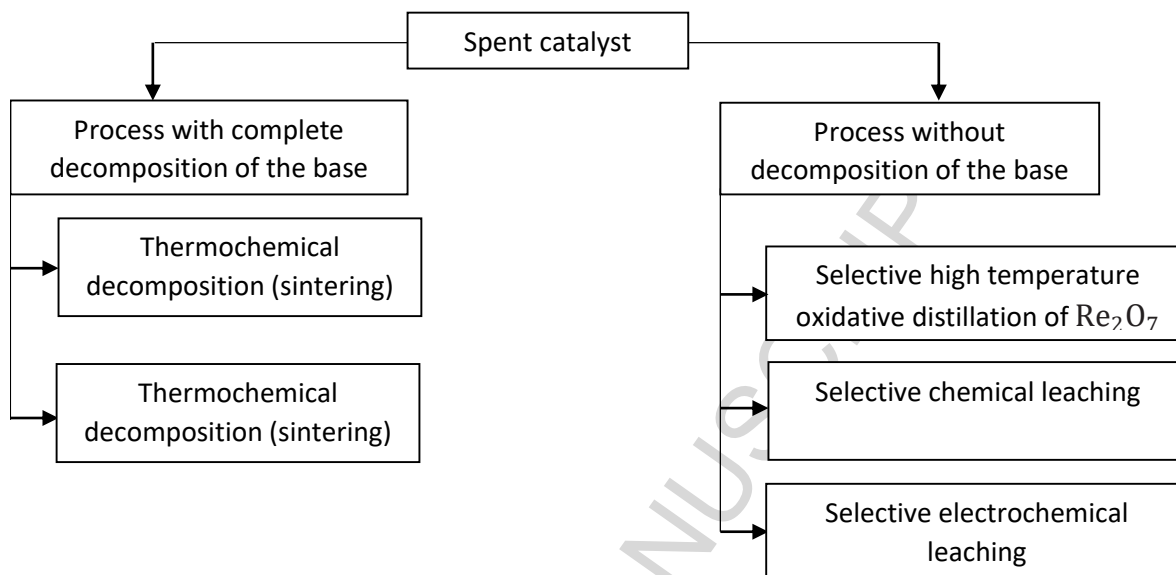 Spent catalyst
Process with complete
decomposition of the base
Thermochemical
decomposition (sintering)
Thermochemical
decomposition (sintering)
Process without
decomposition of the base
Selective high temperature
oxidative distillation of Re₂O₇
Selective chemical leaching
Selective electrochemical
leaching